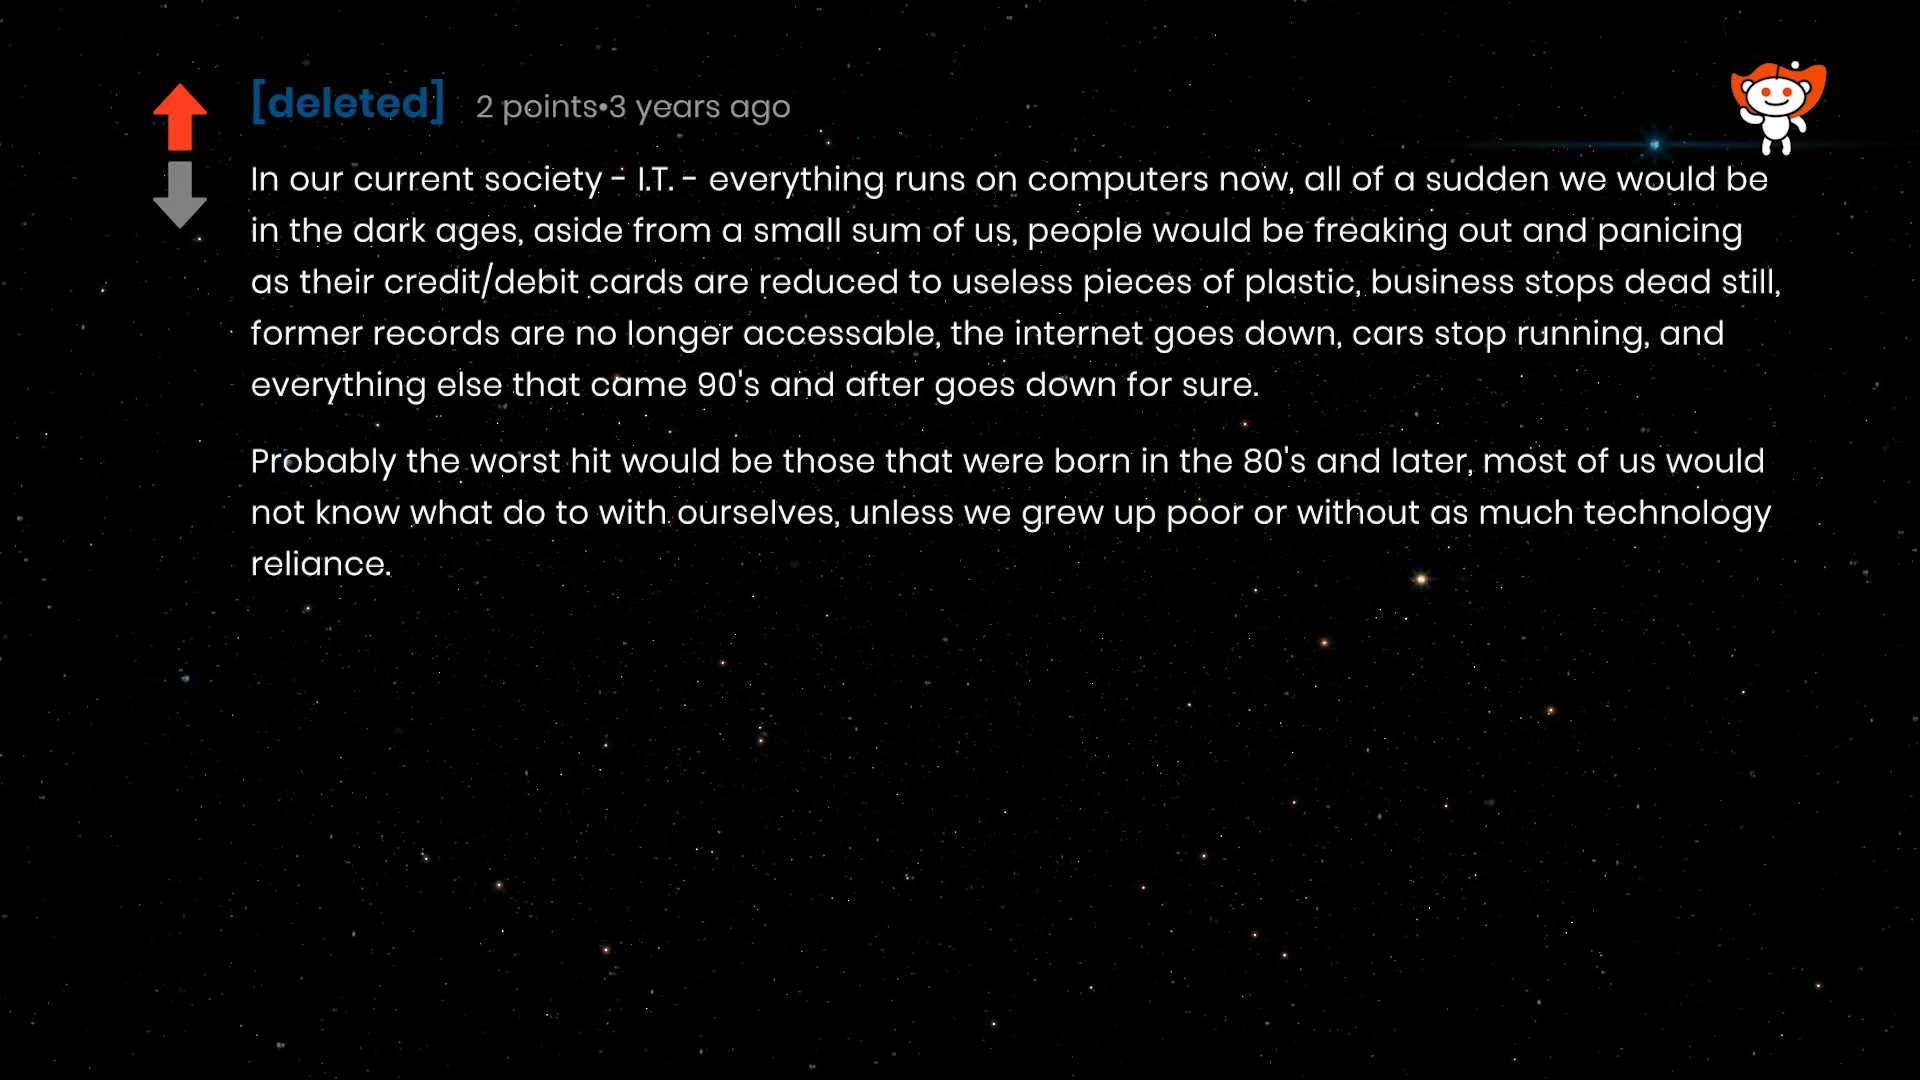 [deleted] 2 points•3 years ago
In our current society - I.T. - everything runs on computers now, all of a sudden we would be
in the dark ages, aside from a small sum of us, people would be freaking out and panicing
as their credit/debit cards are reduced to useless pieces of plastic, business stops dead still,
former records are no longer accessable, the internet goes down, cars stop running, and
everything else that came 90's and after goes down for sure.
Probably the worst hit would be those that were born in the 80's and later, most of us would
not know what do to with ourselves, unless we grew up poor or without as much technology
reliance.